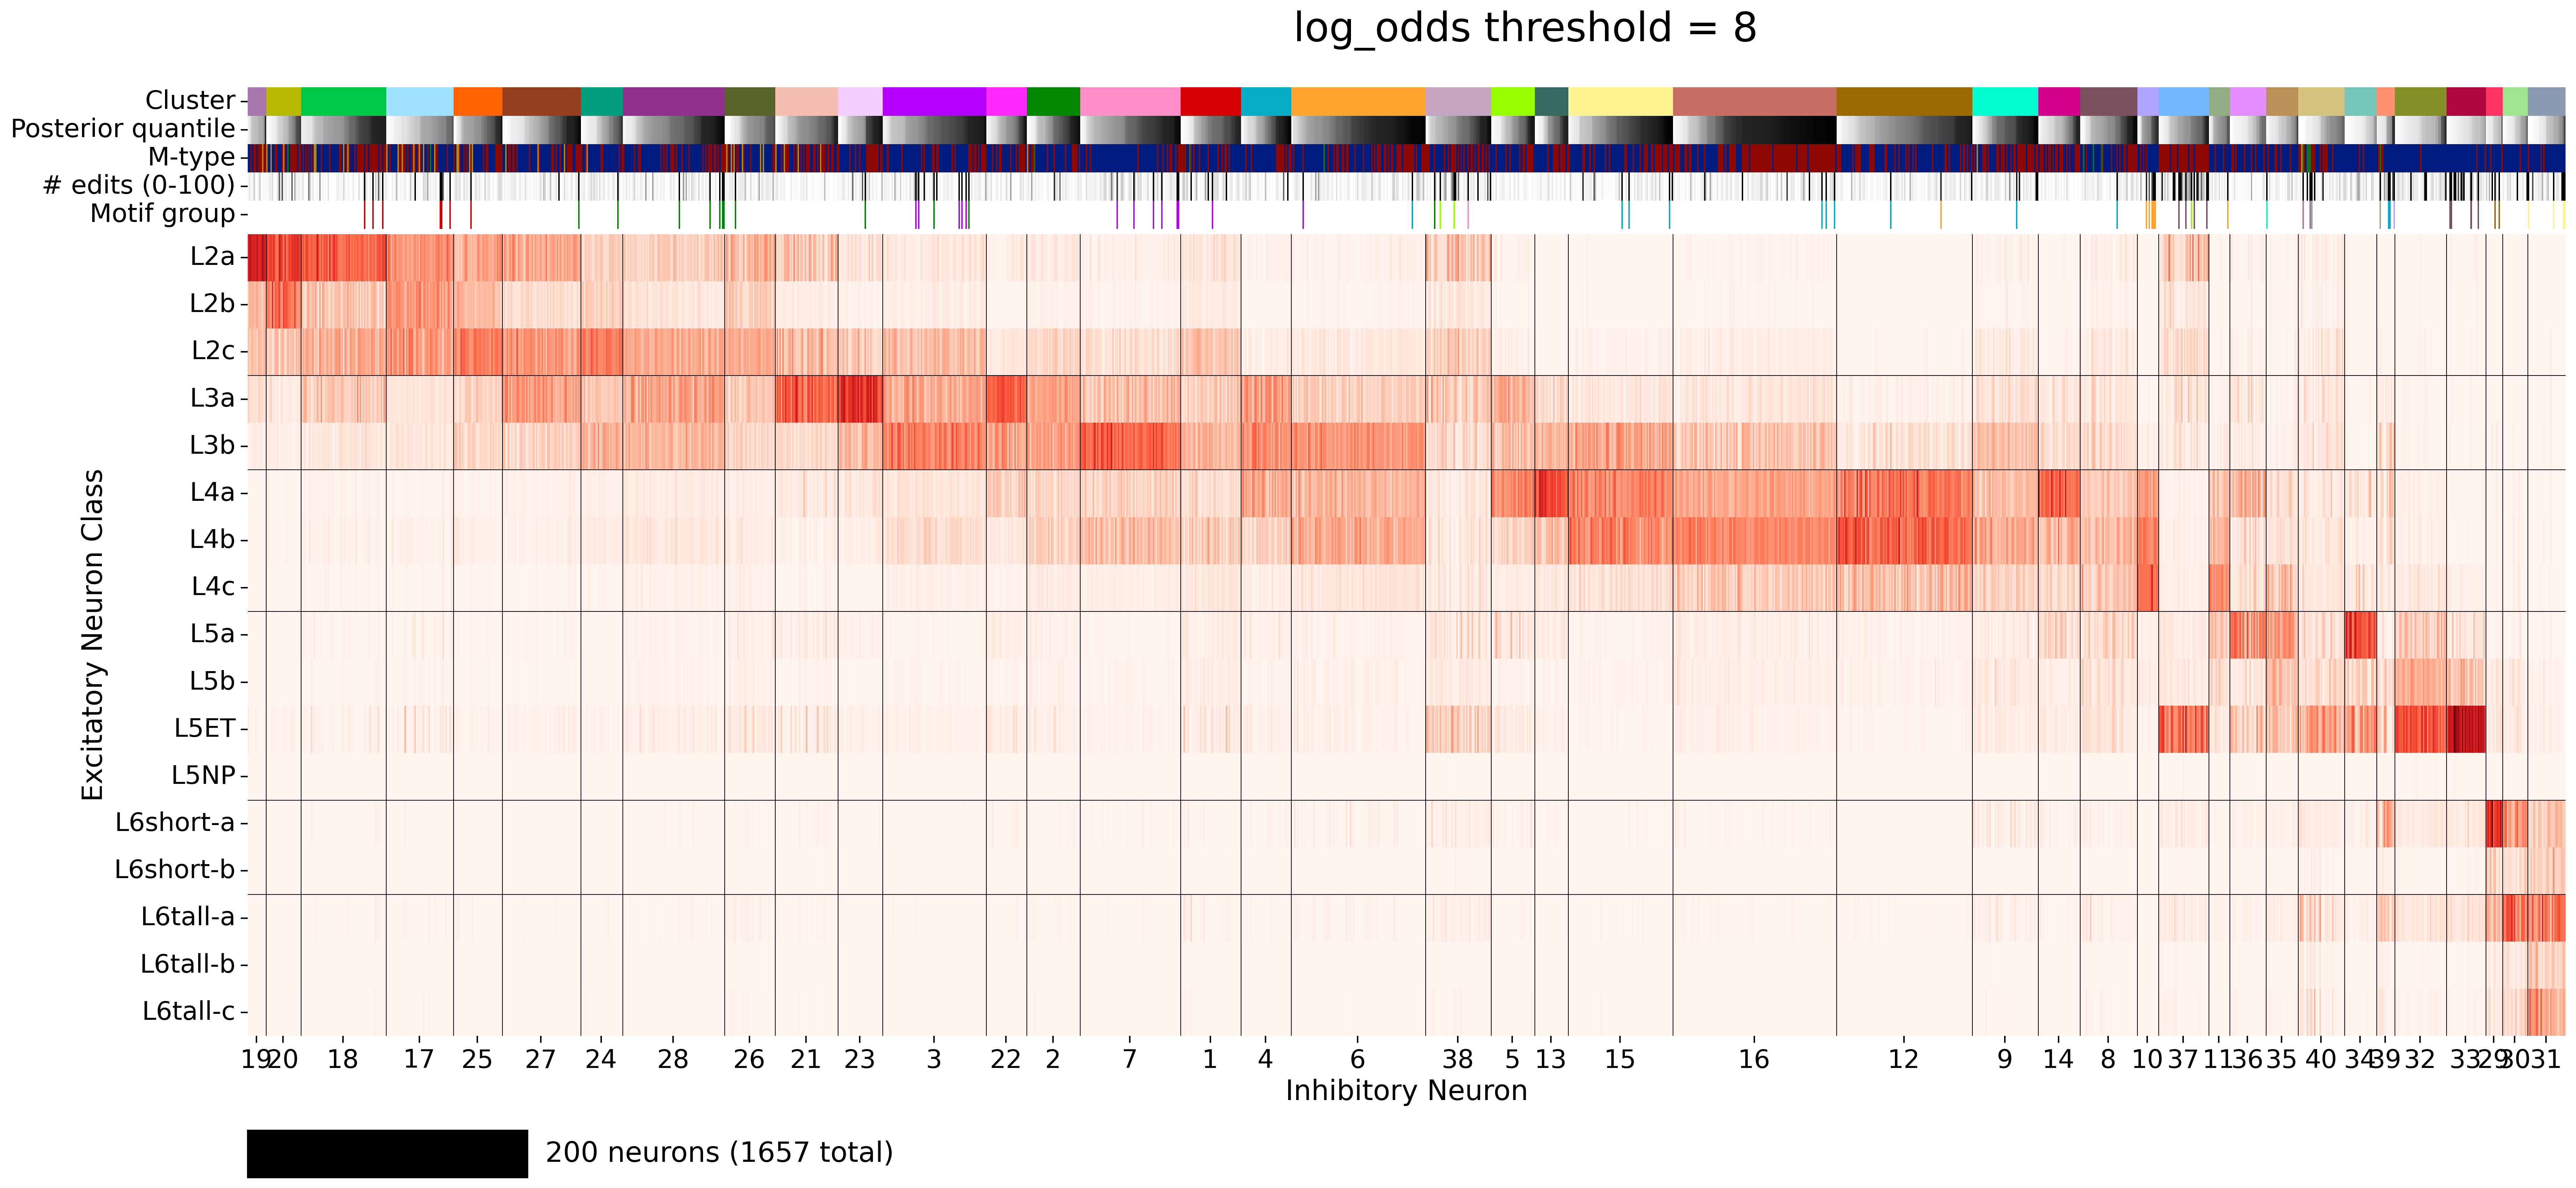 log_odds threshold = 8
Cluster
Posterior quantile
M-type
# edits (0-100)
Motif group
L2a
L2b
L2c
L3a
L3b
L4a
L4b
L4c
L5a
L5b
L5ET
L5NP
L6short-a
L6short-b
L6tall-a
L6tall-b
L6tall-c
Excitatory Neuron Class
19 20 18 17 25 27 24 28 26 21 23 3 22 2 7 1 4 6 38 5 13 15 16 12 9 14 8 10 37 11 36 35 40 34 39 32 33 29 30 31
Inhibitory Neuron
200 neurons (1657 total)